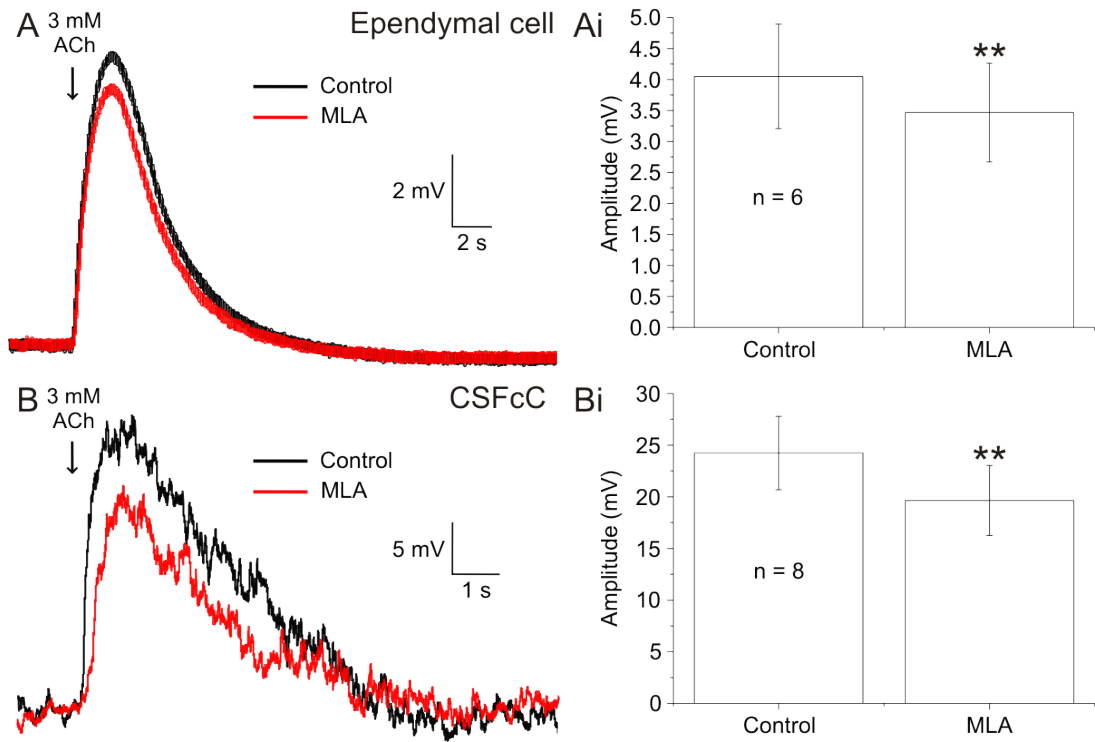 A
3 mM
ACh
Ependymal cell
Control
MLA
2 mV
2 s
Ai
Amplitude (mV)
5.0
4.5
4.0
3.5
3.0
2.5
2.0
1.5
1.0
0.5
0.0
**
n = 6
Control
MLA
B
3 mM
ACh
CSFcC
Control
MLA
5 mV
1 s
Bi
Amplitude (mV)
30
25
20
15
10
5
0
**
n = 8
Control
MLA